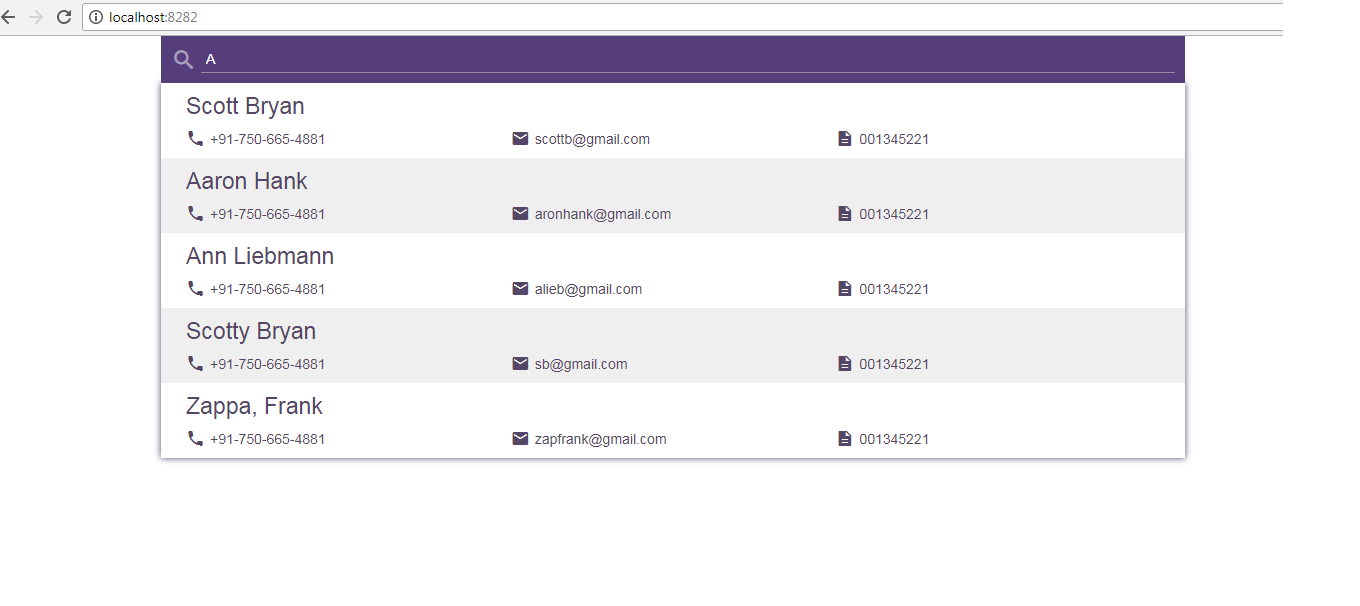 localhost:8282
A
Scott Bryan
+91-750-665-4881 scottb@gmail.com 001345221
Aaron Hank
+91-750-665-4881 aronhank@gmail.com 001345221
Ann Liebmann
+91-750-665-4881 alieb@gmail.com 001345221
Scotty Bryan
+91-750-665-4881 sb@gmail.com 001345221
Zappa, Frank
+91-750-665-4881 zapfrank@gmail.com 001345221